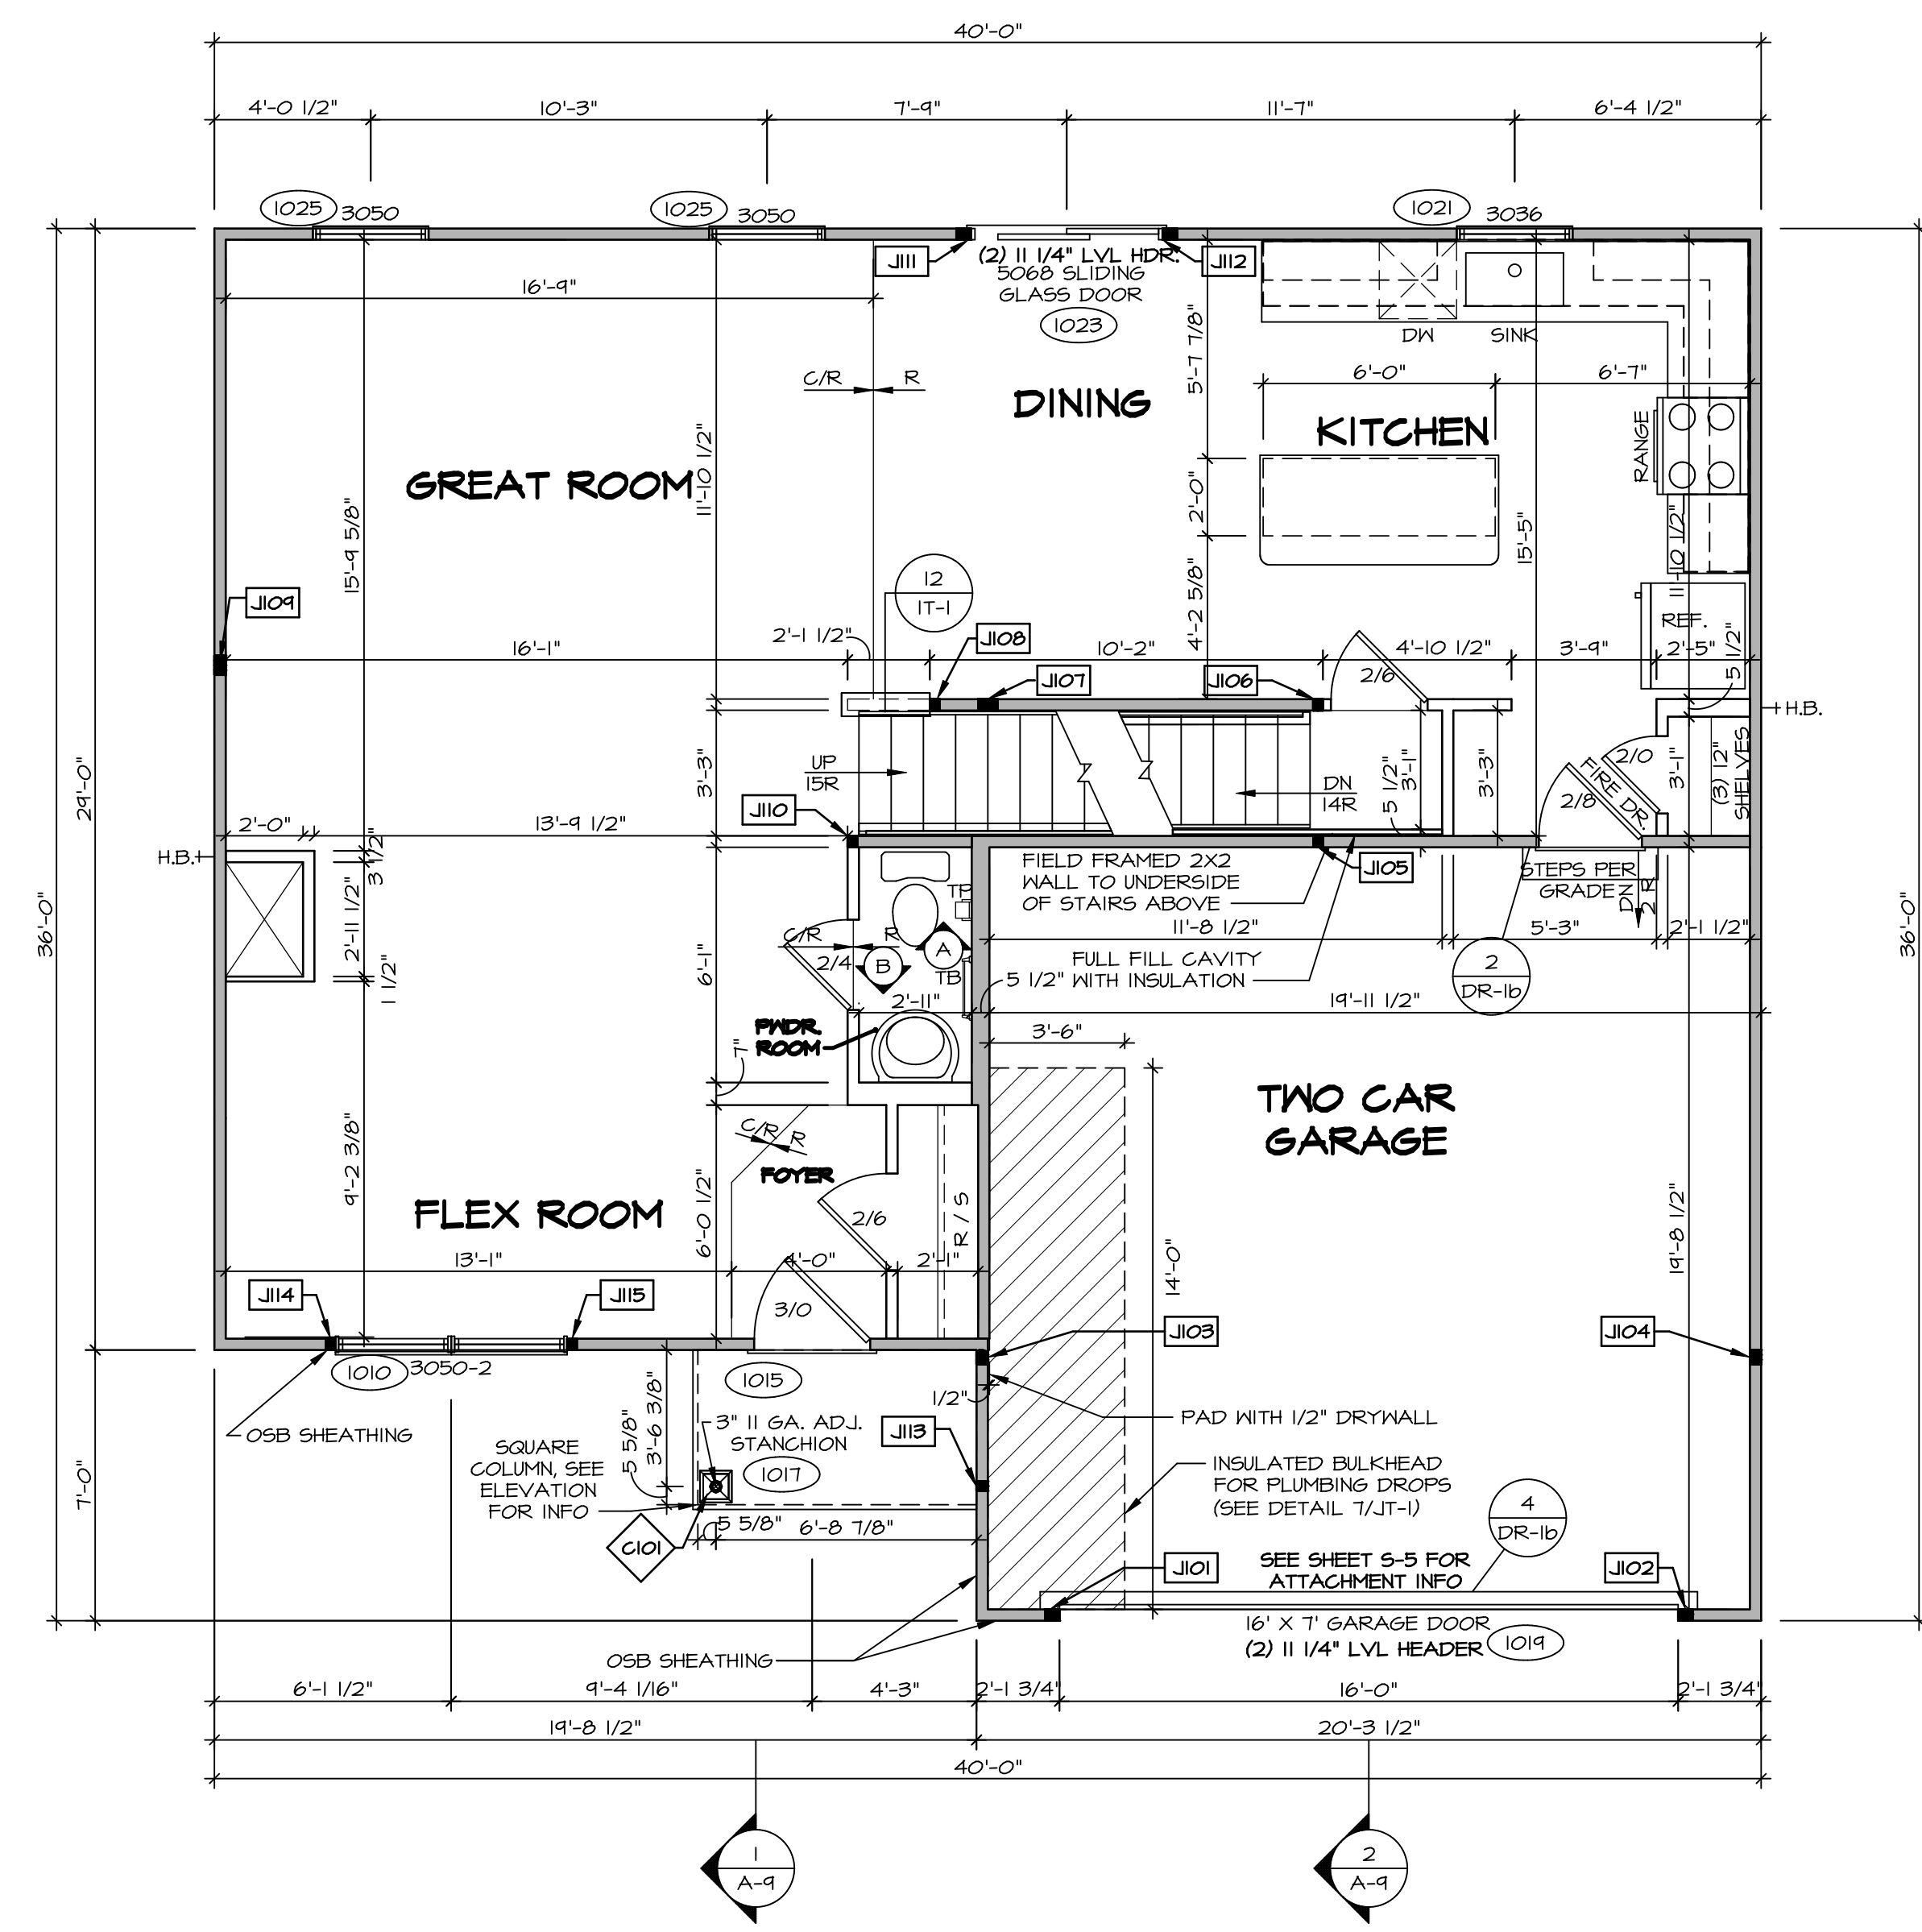 40'-0"
4'-0 1/2"
10'-3"
7'-9"
11'-7"
6'-4 1/2"
1025
3050
1025
3050
1021
3036
J111
(2) 11 1/4" LVL HDR.
5068 SLIDING
GLASS DOOR
1023
J112
16'-9"
DW
SINK
C/R
R
5'-7 7/8"
6'-0"
6'-7"
DINING
KITCHEN
RANGE
GREAT ROOM
11'-10 1/2"
15'-9 5/8"
2'-0"
15'-5"
11'-10 1/2"
12
1T-1
4'-2 5/8"
J109
REF.
2'-1 1/2"
J108
16'-1"
10'-2"
4'-10 1/2"
3'-9"
2'-5"
5 1/2"
J107
J106
2/6
H.B.
UP
15R
3'-3"
DN
14R
5 1/2"
3'-1"
3'-3"
2/0
FIRE DR.
2/8
3'-1"
(3) 12"
SHELVES
29'-0"
36'-0"
36'-0"
J110
2'-0"
13'-9 1/2"
3 1/2"
H.B.
FIELD FRAMED 2X2
WALL TO UNDERSIDE
OF STAIRS ABOVE
J105
STEPS PER
GRADE
DN
2 R
TP
11'-8 1/2"
5'-3"
2'-1 1/2"
2'-11 1/2"
1 1/2"
6'-1"
C/R
R
2/4
B
A
TB
FULL FILL CAVITY
WITH INSULATION
5 1/2"
2
DR-1b
2'-11"
19'-11 1/2"
PWDR.
ROOM
7"
3'-6"
TWO CAR
GARAGE
C/R
R
FOYER
9'-2 3/8"
6'-0 1/2"
FLEX ROOM
2/6
R / S
13'-1"
4'-0"
2'-1"
14'-0"
19'-8 1/2"
J114
J115
3/0
J103
J104
1010
3050-2
1015
1/2"
PAD WITH 1/2" DRYWALL
OSB SHEATHING
5 5/8"
3'-6 3/8"
3" 11 GA. ADJ.
STANCHION
1017
J113
SQUARE
COLUMN, SEE
ELEVATION
FOR INFO
INSULATED BULKHEAD
FOR PLUMBING DROPS
(SEE DETAIL 7/JT-1)
7'-0"
4
DR-1b
5 5/8"
6'-8 7/8"
C101
J101
SEE SHEET S-5 FOR
ATTACHMENT INFO
J102
16' X 7' GARAGE DOOR
(2) 11 1/4" LVL HEADER
1019
OSB SHEATHING
6'-1 1/2"
9'-4 1/16"
4'-3"
2'-1 3/4"
16'-0"
2'-1 3/4"
19'-8 1/2"
20'-3 1/2"
40'-0"
1
A-9
2
A-9